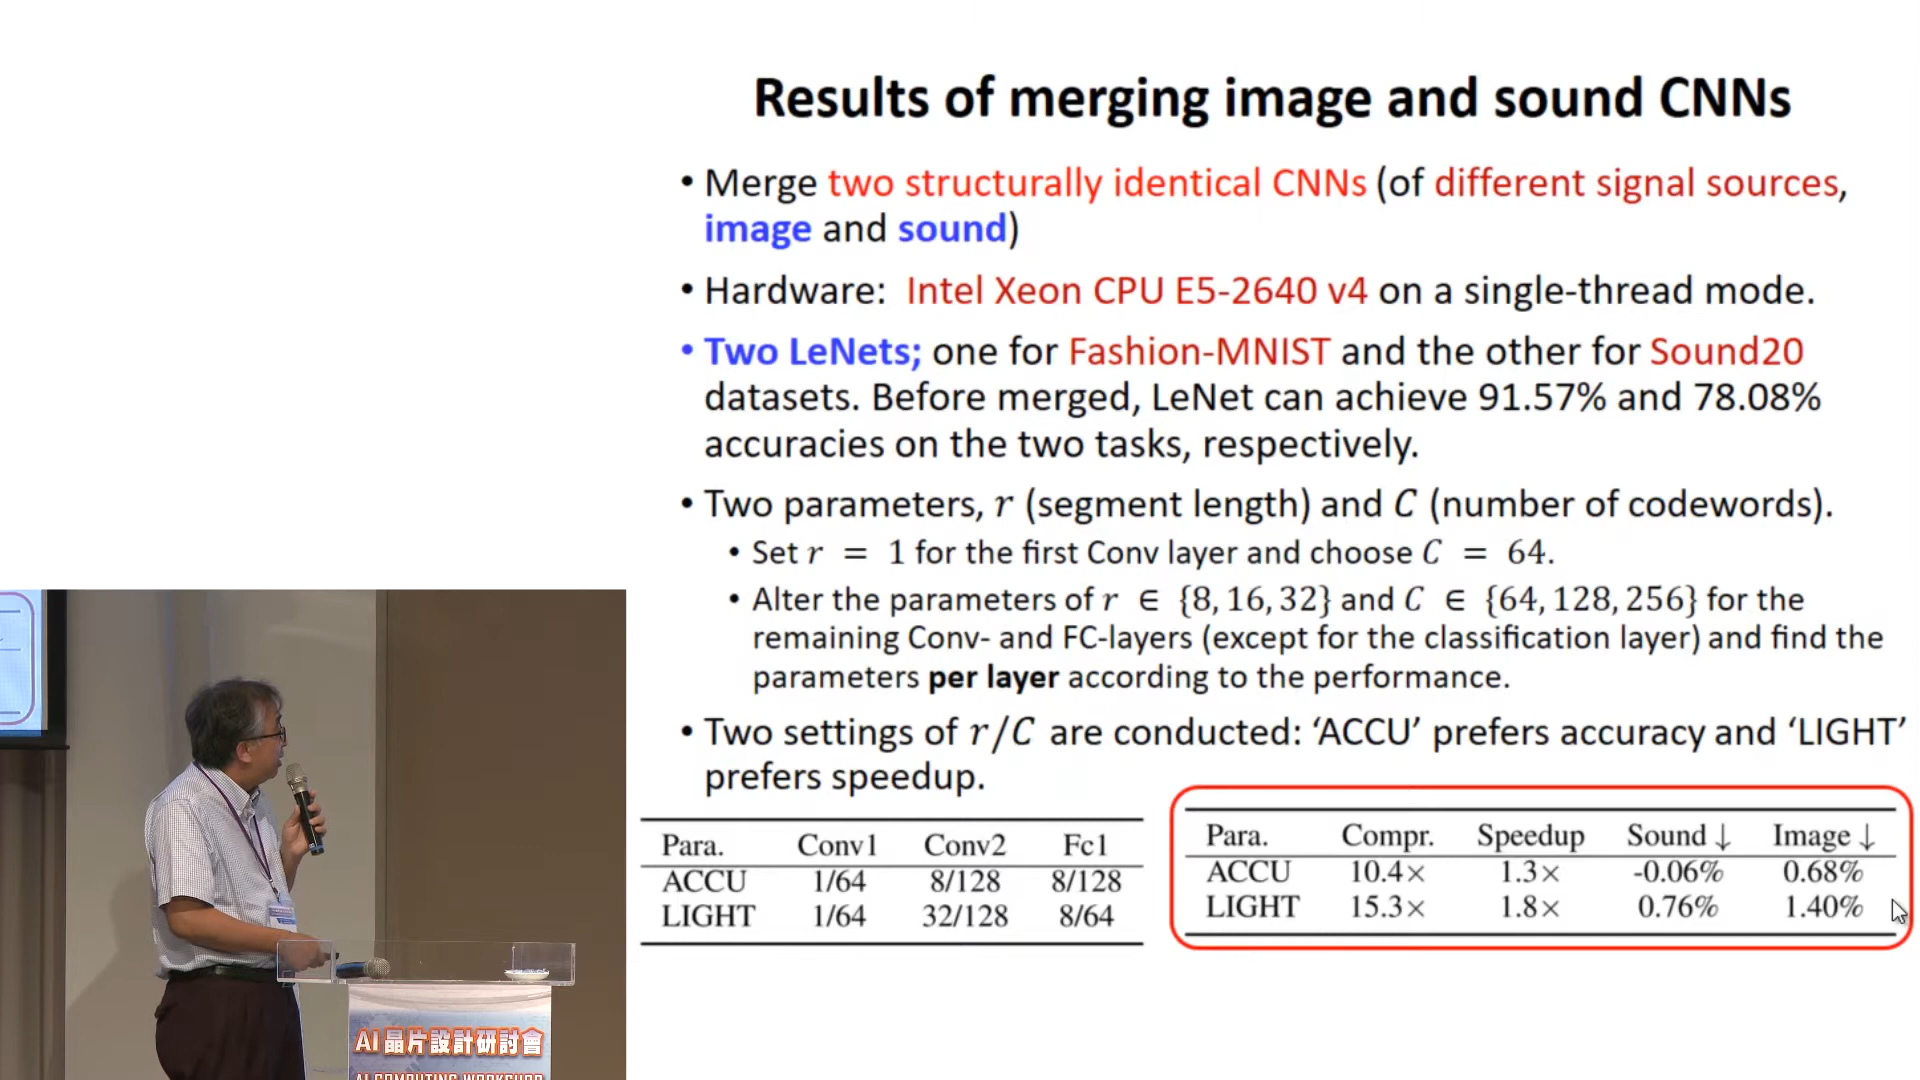 Results of merging image and sound CNNs
• Merge two structurally identical CNNs (of different signal sources,
image and sound)
• Hardware: Intel Xeon CPU E5-2640 v4 on a single-thread mode.
• Two LeNets; one for Fashion-MNIST and the other for Sound20
datasets. Before merged, LeNet can achieve 91.57% and 78.08%
accuracies on the two tasks, respectively.
• Two parameters, r (segment length) and C (number of codewords).
• Set r = 1 for the first Conv layer and choose C = 64.
• Alter the parameters of r ∈ {8, 16, 32} and C ∈ {64, 128, 256} for the
remaining Conv- and FC-layers (except for the classification layer) and find the
parameters per layer according to the performance.
• Two settings of r/C are conducted: ‘ACCU’ prefers accuracy and ‘LIGHT’
prefers speedup.
Para. Conv1 Conv2 Fc1
ACCU 1/64 8/128 8/128
LIGHT 1/64 32/128 8/64
Para. Compr. Speedup Sound ↓ Image ↓
ACCU 10.4× 1.3× -0.06% 0.68%
LIGHT 15.3× 1.8× 0.76% 1.40%
AI晶片設計研討會
AI COMPUTING WORKSHOP